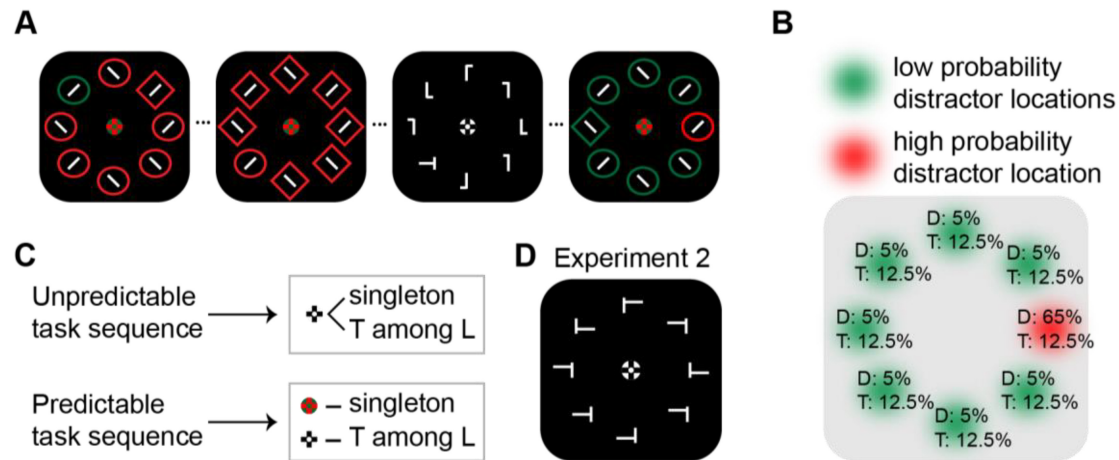 A
B
low probability
distractor locations
high probability
distractor location
D: 5%
T: 12.5%
D: 5%
T: 12.5%
D: 5%
T: 12.5%
D: 5%
T: 12.5%
D: 65%
T: 12.5%
D: 5%
T: 12.5%
D: 5%
T: 12.5%
D: 5%
T: 12.5%
C
Unpredictable
task sequence
singleton
T among L
Predictable
task sequence
– singleton
– T among L
D Experiment 2